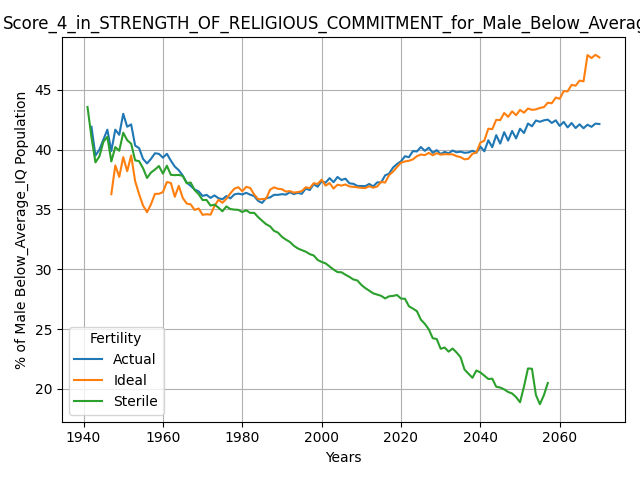 Score_4_in_STRENGTH_OF_RELIGIOUS_COMMITMENT_for_Male_Below_Averag
% of Male Below_Average_IQ Population
45
40
35
30
25
20
Fertility
Actual
Ideal
Sterile
1940 1960 1980 2000 2020 2040 2060
Years